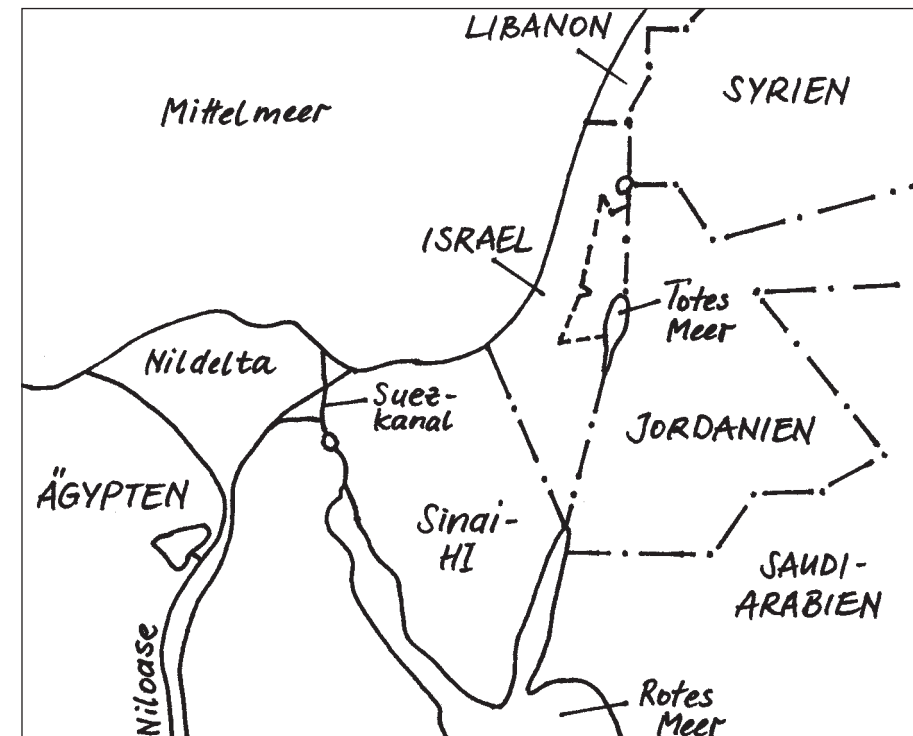 LIBANON
SYRIEN
Mittelmeer
ISRAEL
Totes
Meer
Nildelta
Suez-
kanal
JORDANIEN
ÄGYPTEN
Sinai-
HI
SAUDI-
ARABIEN
Niloase
Rotes
Meer